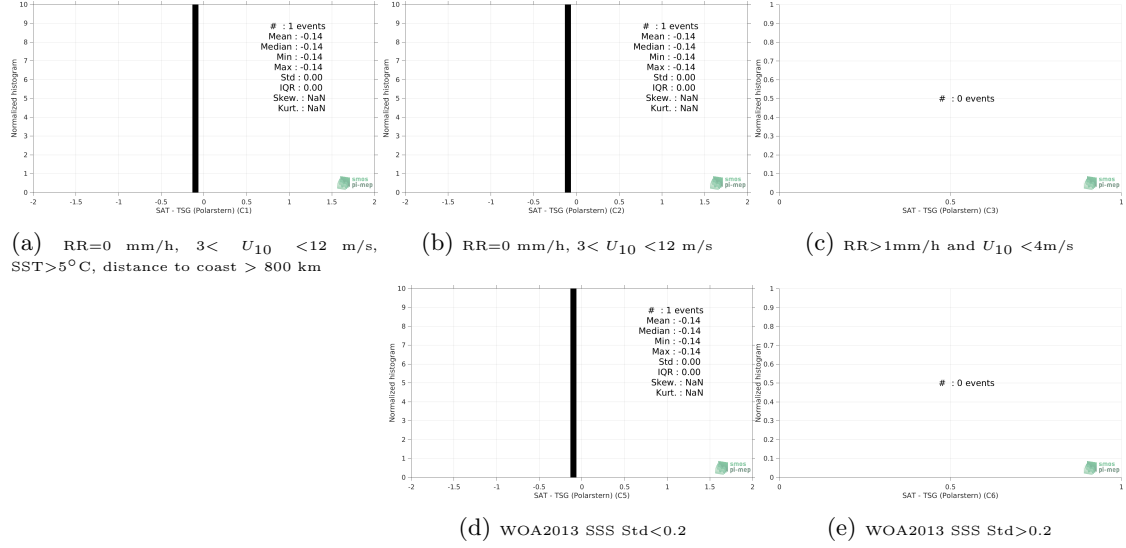 10
9
8
7
6
5
4
3
2
1
0
Normalized histogram
# : 1 events
Mean : -0.14
Median : -0.14
Min : -0.14
Max : -0.14
Std : 0.00
IQR : 0.00
Skew. : NaN
Kurt. : NaN
smos
pi-mep
-2 -1.5 -1 -0.5 0 0.5 1 1.5 2
SAT - TSG (Polarstern) (C1)
10
9
8
7
6
5
4
3
2
1
0
Normalized histogram
# : 1 events
Mean : -0.14
Median : -0.14
Min : -0.14
Max : -0.14
Std : 0.00
IQR : 0.00
Skew. : NaN
Kurt. : NaN
smos
pi-mep
-2 -1.5 -1 -0.5 0 0.5 1 1.5 2
SAT - TSG (Polarstern) (C2)
1
0.9
0.8
0.7
0.6
0.5
0.4
0.3
0.2
0.1
0
Normalized histogram
# : 0 events
smos
pi-mep
0 0.5 1
SAT - TSG (Polarstern) (C3)
(a) RR=0 mm/h, 3< U10 <12 m/s,
SST>5°C, distance to coast > 800 km
(b) RR=0 mm/h, 3< U10 <12 m/s
(c) RR>1mm/h and U10 <4m/s
10
9
8
7
6
5
4
3
2
1
0
Normalized histogram
# : 1 events
Mean : -0.14
Median : -0.14
Min : -0.14
Max : -0.14
Std : 0.00
IQR : 0.00
Skew. : NaN
Kurt. : NaN
smos
pi-mep
-2 -1.5 -1 -0.5 0 0.5 1 1.5 2
SAT - TSG (Polarstern) (C5)
1
0.9
0.8
0.7
0.6
0.5
0.4
0.3
0.2
0.1
0
Normalized histogram
# : 0 events
smos
pi-mep
0 0.5 1
SAT - TSG (Polarstern) (C6)
(d) WOA2013 SSS Std<0.2
(e) WOA2013 SSS Std>0.2